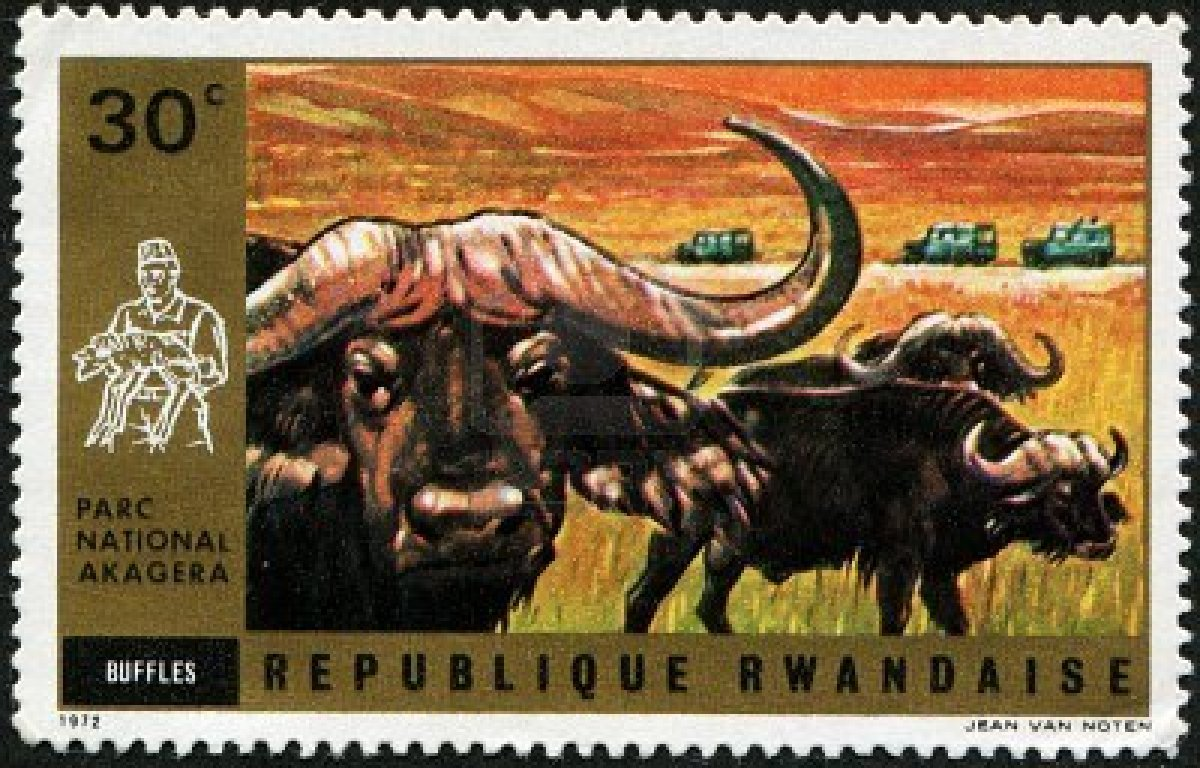 30c
PARC
NATIONAL
AKAGERA
BUFFLES
REPUBLIQUE RWANDAISE
1972
JEAN VAN NOTEN